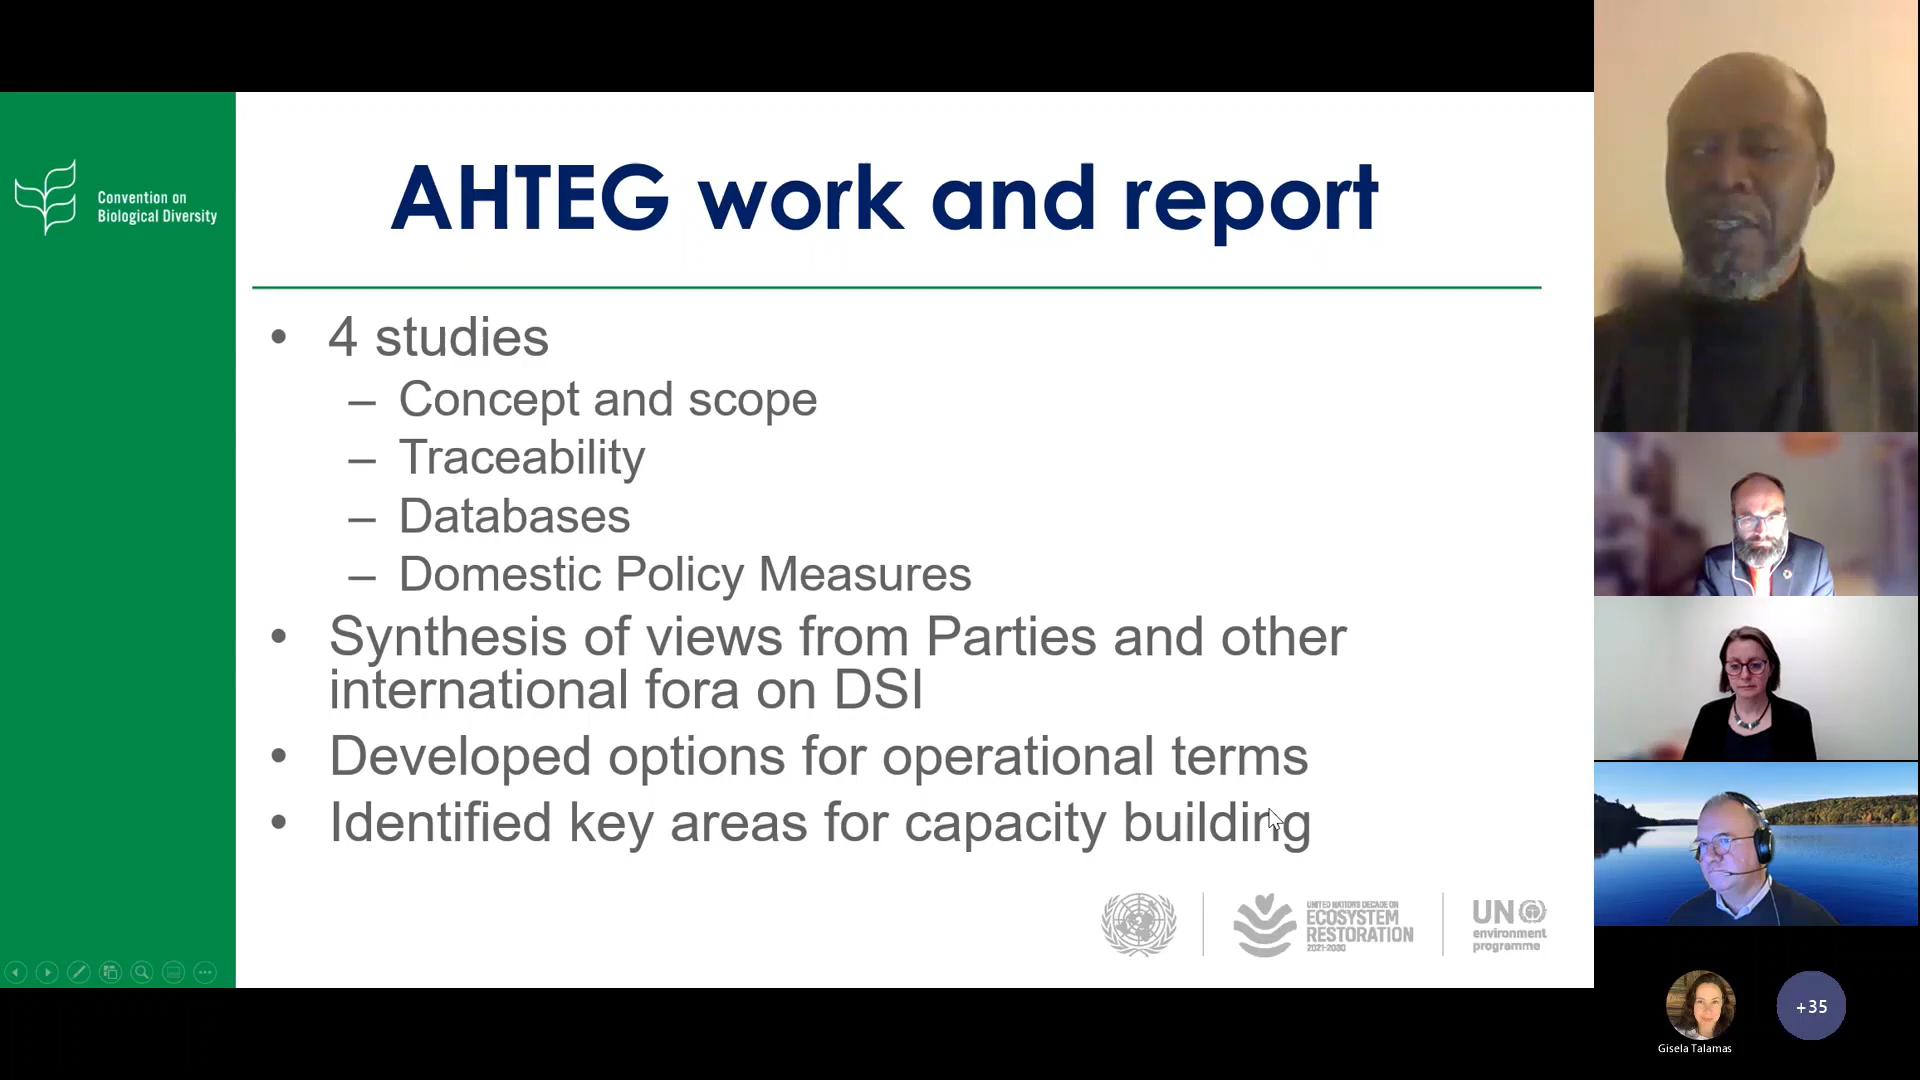 Convention on
Biological Diversity
AHTEG work and report
• 4 studies
– Concept and scope
– Traceability
– Databases
– Domestic Policy Measures
• Synthesis of views from Parties and other
international fora on DSI
• Developed options for operational terms
• Identified key areas for capacity building
UNITED NATIONS DECADE ON
ECOSYSTEM
RESTORATION
2021-2030
UN
environment
programme
+35
Gisela Talamas